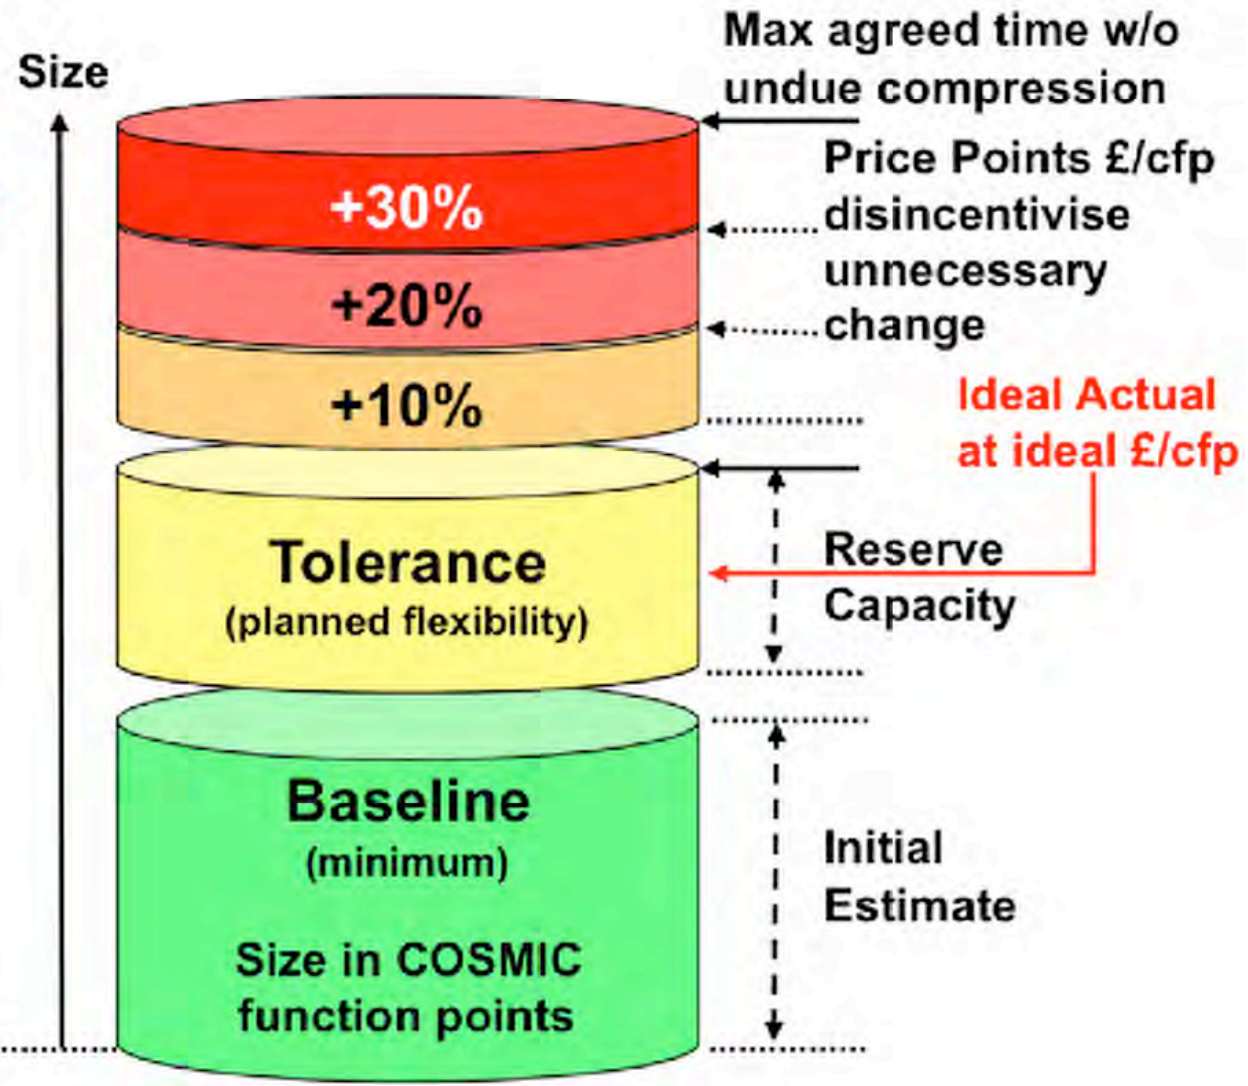 Size
Max agreed time w/o
undue compression
Price Points £/cfp
disincentivise
unnecessary
change
+30%
+20%
+10%
Ideal Actual
at ideal £/cfp
Tolerance
(planned flexibility)
Reserve
Capacity
Baseline
(minimum)
Size in COSMIC
function points
Initial
Estimate